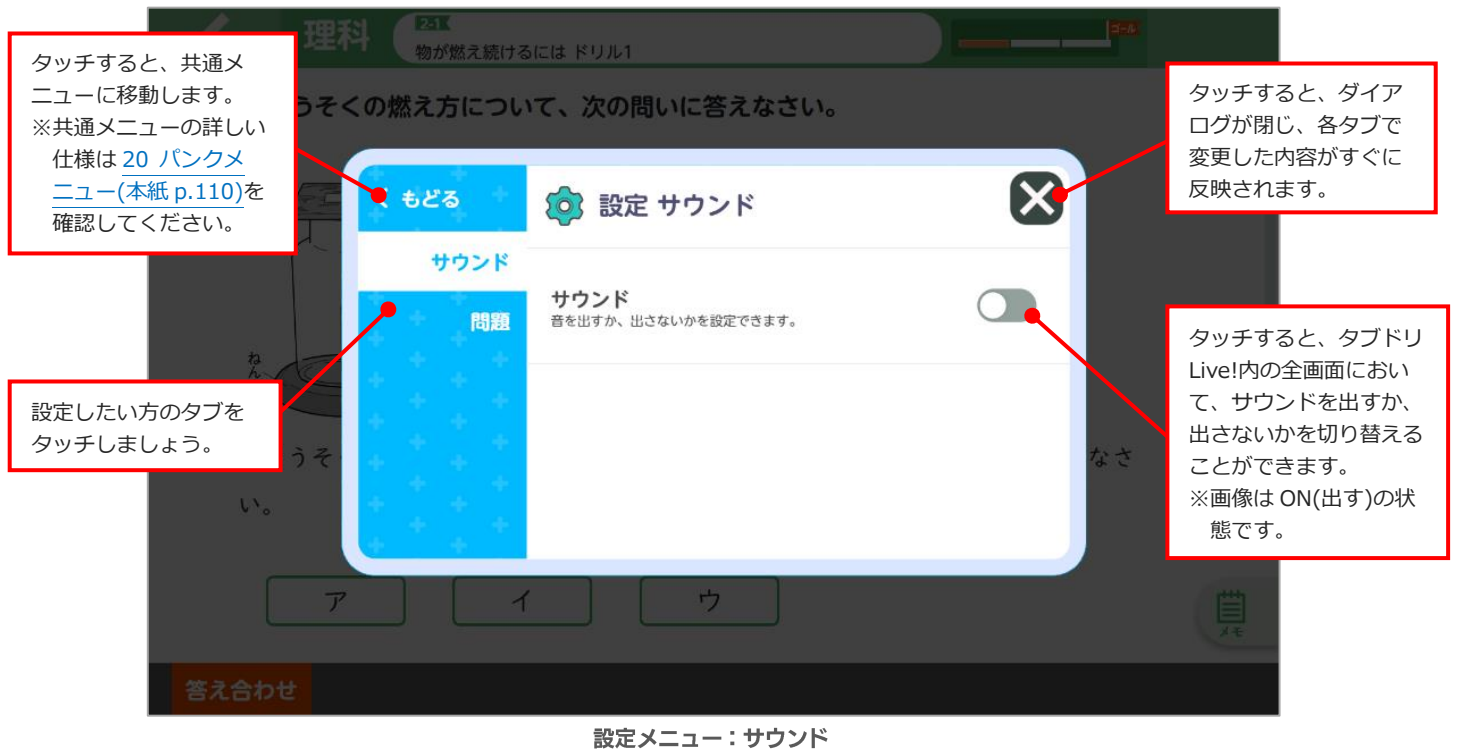 理科
2-1
物が燃え続けるには ドリル1
ゴール
うそくの燃え方について、次の問いに答えなさい。
タッチすると、共通メ
ニューに移動します。
※共通メニューの詳しい
仕様は 20 パンクメ
ニュー(本紙 p.110)を
確認してください。
タッチすると、ダイア
ログが閉じ、各タブで
変更した内容がすぐに
反映されます。
もどる
設定 サウンド
サウンド
問題
サウンド
音を出すか、出さないかを設定できます。
設定したい方のタブを
タッチしましょう。
タッチすると、タブドリ
Live!内の全画面におい
て、サウンドを出すか、
出さないかを切り替える
ことができます。
※画像は ON(出す)の状
態です。
ねん
うそ
なさ
い。
ア
イ
ウ
メモ
答え合わせ
設定メニュー：サウンド